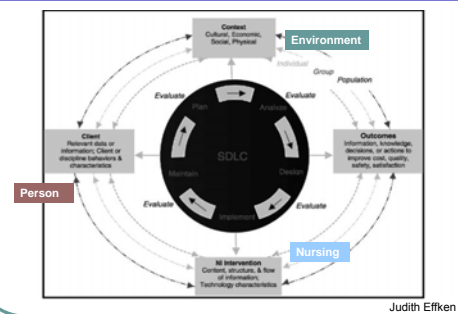 Context
Cultural, Economic,
Social, Physical
Environment
Individual
Group
Population
Evaluate
Evaluate
Plan
Analyze
Client
Relevant data or
information; Client or
discipline behaviors &
characteristics
SDLC
Outcomes
Information, knowledge,
decisions, or actions to
improve cost, quality,
safety, satisfaction
Maintain
Design
Person
Evaluate
Evaluate
Implement
Nursing
NI Intervention
Content, structure, & flow
of information;
Technology characteristics
Judith Effken